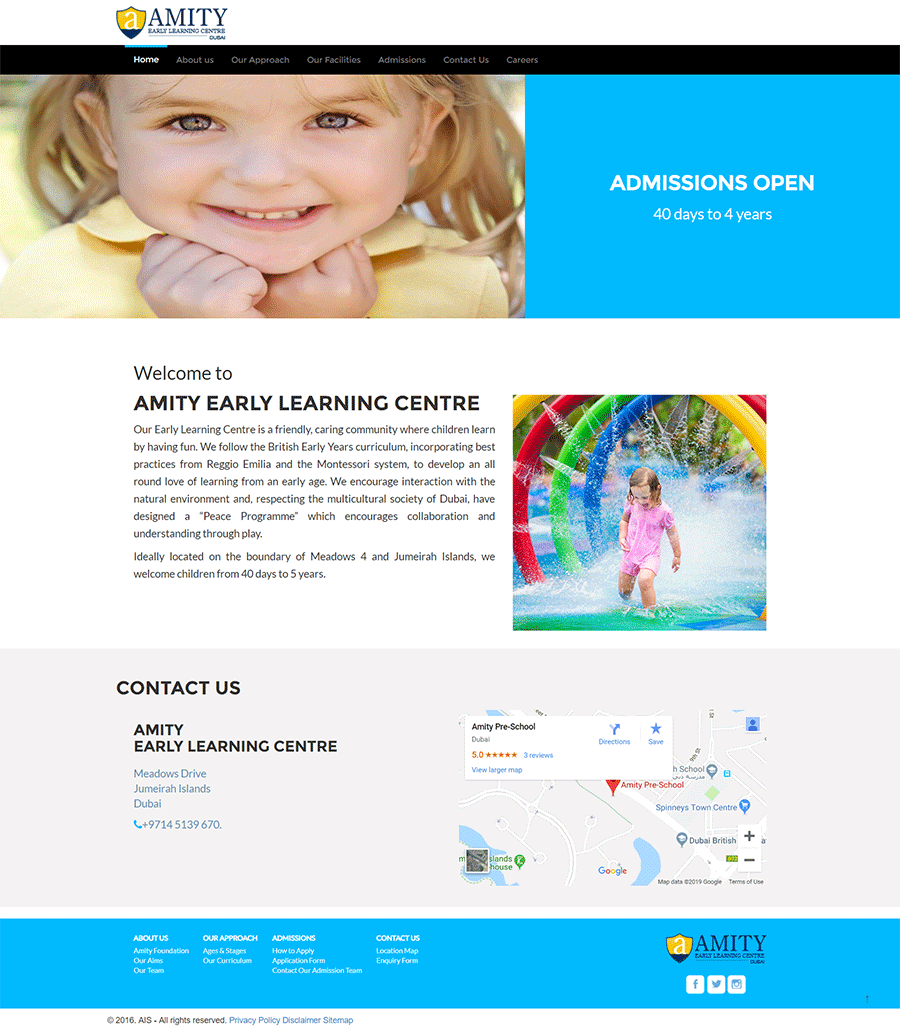 a AMITY
EARLY LEARNING CENTRE
DUBAI
Home About us Our Approach Our Facilities Admissions Contact Us Careers
ADMISSIONS OPEN
40 days to 4 years
Welcome to
AMITY EARLY LEARNING CENTRE
Our Early Learning Centre is a friendly, caring community where children learn
by having fun. We follow the British Early Years curriculum, incorporating best
practices from Reggio Emilia and the Montessori system, to develop an all
round love of learning from an early age. We encourage interaction with the
natural environment and, respecting the multicultural society of Dubai, have
designed a “Peace Programme” which encourages collaboration and
understanding through play.
Ideally located on the boundary of Meadows 4 and Jumeirah Islands, we
welcome children from 40 days to 5 years.
CONTACT US
AMITY
EARLY LEARNING CENTRE
Meadows Drive
Jumeirah Islands
Dubai
+9714 5139 670.
Amity Pre-School
Dubai
5.0 ★★★★★ 3 reviews
View larger map
Directions
Save
9th St
h School
Amity Pre-School
Spinneys Town Centre
Dubai British
slands
house
Google
Map data ©2019 Google Terms of Use
ABOUT US
Amity Foundation
Our Aims
Our Team
OUR APPROACH
Ages & Stages
Our Curriculum
ADMISSIONS
How to Apply
Application Form
Contact Our Admission Team
CONTACT US
Location Map
Enquiry Form
a AMITY
EARLY LEARNING CENTRE
DUBAI
© 2016, AIS - All rights reserved. Privacy Policy Disclaimer Sitemap